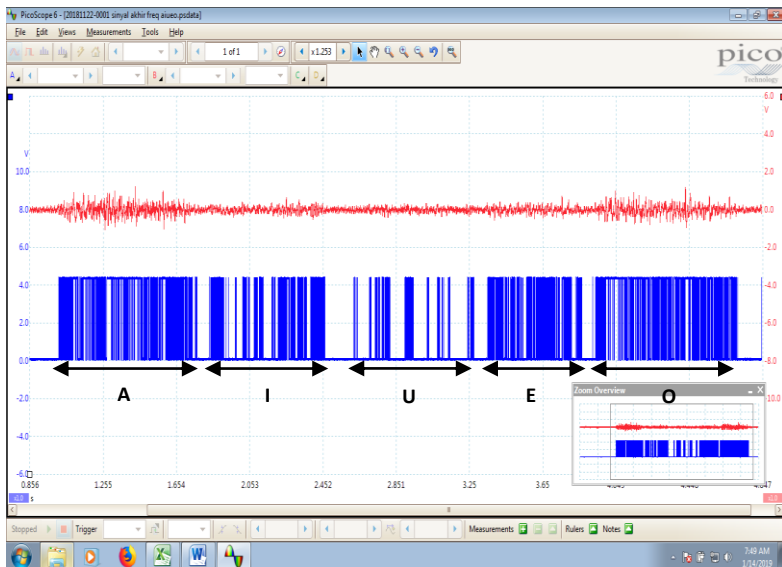 PicoScope 6 - [20181122-0001 sinyal akhir freq aiueo.psdata]
File Edit Views Measurements Tools Help
1 of 1 x1.253
pico
Technology
A B C D
V
10.0
8.0
6.0
4.0
2.0
0.0
-2.0
-4.0
-6.0
6.0
4.0
2.0
0.0
-2.0
-4.0
-6.0
-8.0
-10.0
A I U E O
Zoom Overview
0.856 1.255 1.654 2.053 2.452 2.851 3.25 3.65
x1.0 s
x1.0
Stopped Trigger Measurements Rulers Notes
7:49 AM
1/14/2019